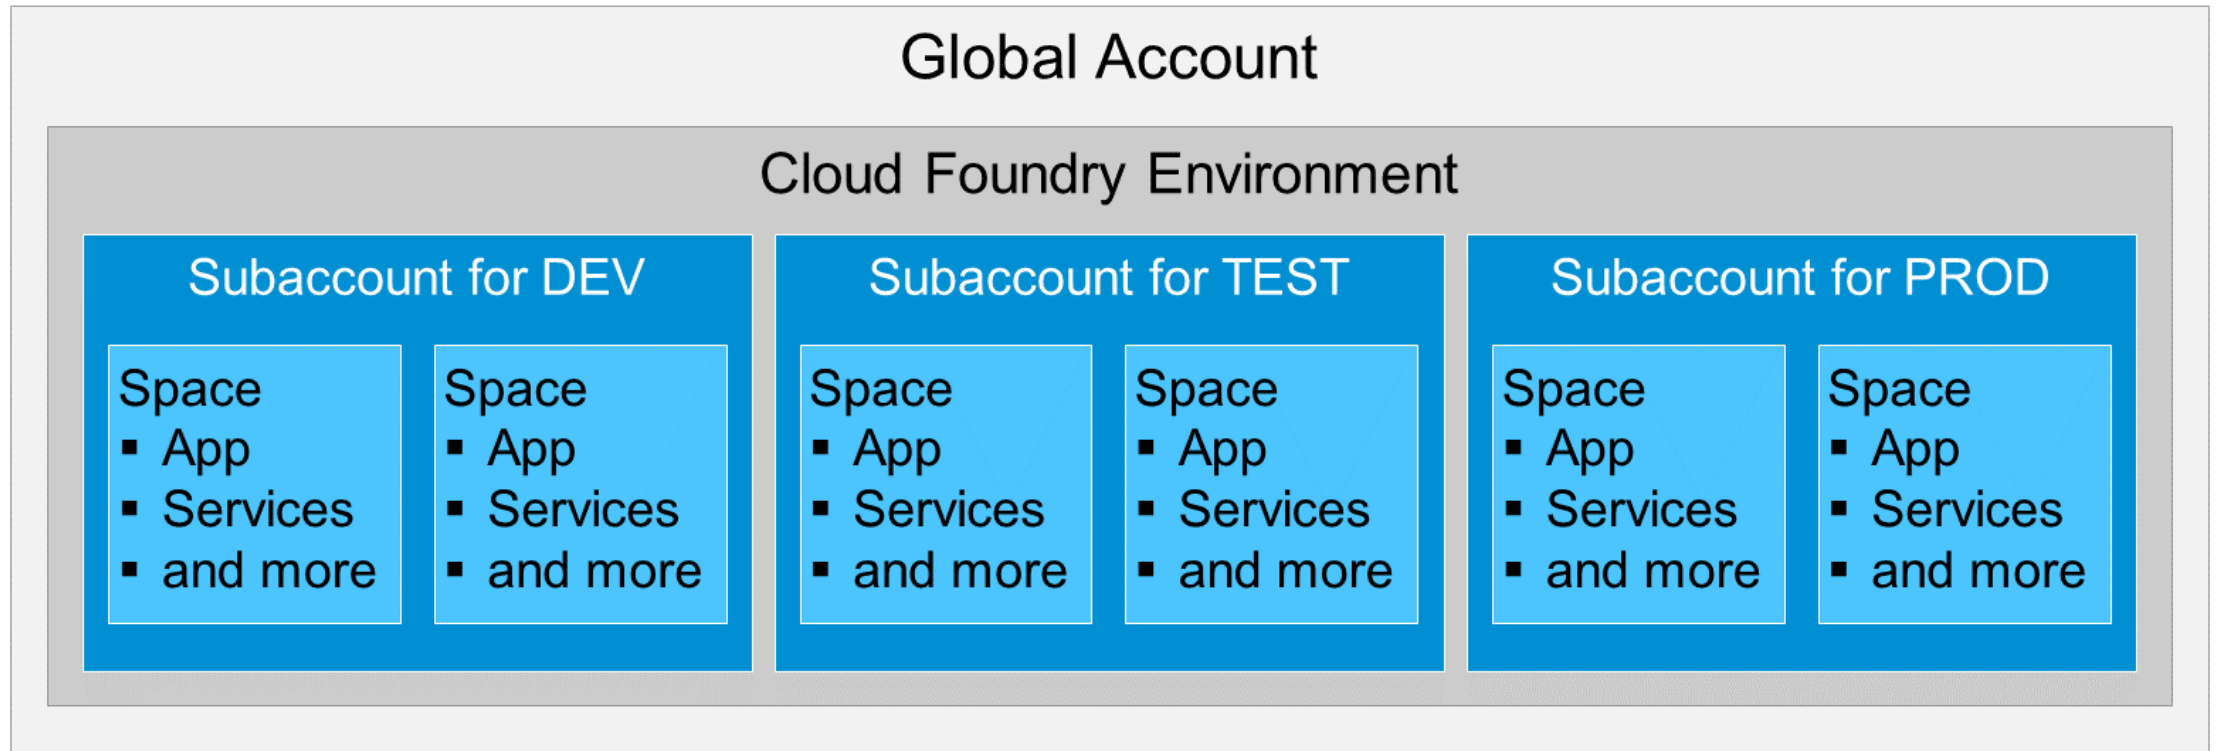 Global Account
Cloud Foundry Environment
Subaccount for DEV
Space
▪ App
▪ Services
▪ and more
Space
▪ App
▪ Services
▪ and more
Subaccount for TEST
Space
▪ App
▪ Services
▪ and more
Space
▪ App
▪ Services
▪ and more
Subaccount for PROD
Space
▪ App
▪ Services
▪ and more
Space
▪ App
▪ Services
▪ and more